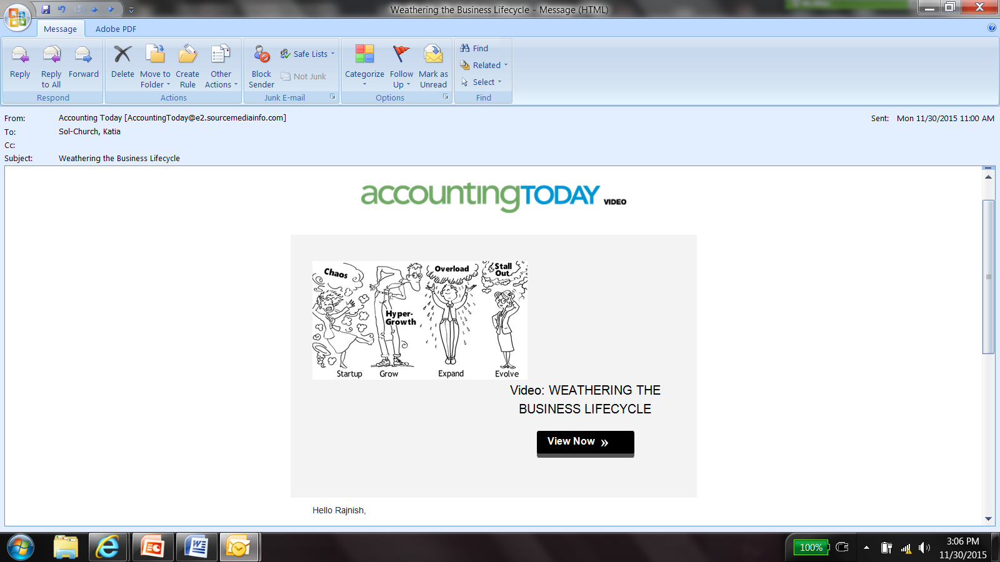 Weathering the Business Lifecycle - Message (HTML)
Message Adobe PDF
Reply Reply to All Forward
Respond
Delete Move to Folder Create Rule Other Actions
Actions
Block Sender Safe Lists Not Junk
Junk E-mail
Categorize Follow Up Mark as Unread
Options
Find
Related
Select
Find
From: Accounting Today [AccountingToday@e2.sourcemediainfo.com] Sent: Mon 11/30/2015 11:00 AM
To: Sol-Church, Katia
Cc:
Subject: Weathering the Business Lifecycle
accountingTODAY VIDEO
Chaos
Hyper-
Growth
Overload
Stall
Out
Startup Grow Expand Evolve
Video: WEATHERING THE
BUSINESS LIFECYCLE
View Now »
Hello Rajnish,
100%
3:06 PM
11/30/2015